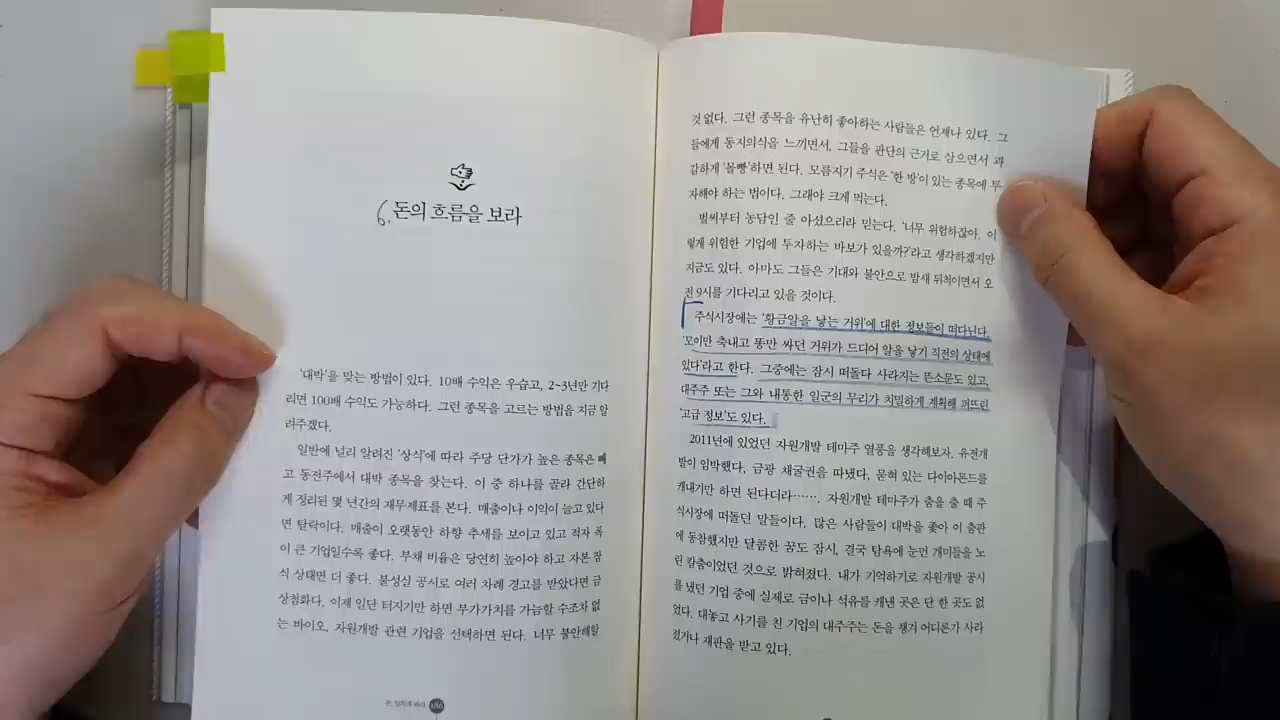 6. 돈의 흐름을 보라
'대박'을 맞는 방법이 있다. 10배 수익은 우습고, 2~3년만 기다
리면 100배 수익도 가능하다. 그런 종목을 고르는 방법을 지금 알
려주겠다.
일반에 널리 알려진 '상식'에 따라 주당 단가가 높은 종목은 빼
고 동전주에서 대박 종목을 찾는다. 이 중 하나를 골라 간단하
게 정리된 몇 년간의 재무제표를 본다. 매출이나 이익이 늘고 있다
면 탈락이다. 매출이 오랫동안 하향 추세를 보이고 있고 적자 폭
이 큰 기업일수록 좋다. 부채 비율은 당연히 높아야 하고 자본 잠
식 상태면 더 좋다. 불성실 공시로 여러 차례 경고를 받았다면 금
상첨화다. 이제 일단 터지기만 하면 부가가치를 가늠할 수조차 없
는 바이오, 자원개발 관련 기업을 선택하면 된다. 너무 불안해할
186
것 없다. 그런 종목을 유난히 좋아하는 사람들은 언제나 있다. 그
들에게 동지의식을 느끼면서, 그들을 판단의 근거로 삼으면서 과
감하게 '몰빵'하면 된다. 모름지기 주식은 '한 방'이 있는 종목에 투
자해야 하는 법이다. 그래야 크게 먹는다.
벌써부터 농담인 줄 아셨으리라 믿는다. '너무 위험하잖아. 이
렇게 위험한 기업에 투자하는 바보가 있을까?'라고 생각하겠지만
지금도 있다. 아마도 그들은 기대와 불안으로 밤새 뒤척이면서 오
전 9시를 기다리고 있을 것이다.
주식시장에는 '황금알을 낳는 거위'에 대한 정보들이 떠다닌다.
'모이만 축내고 똥만 싸던 거위가 드디어 알을 낳기 직전의 상태에
있다'라고 한다. 그중에는 잠시 떠돌다 사라지는 뜬소문도 있고,
대주주 또는 그와 내통한 일군의 무리가 치밀하게 계획해 퍼뜨린
'고급 정보'도 있다.
2011년에 있었던 자원개발 테마주 열풍을 생각해보자. 유전개
발이 임박했다, 금광 채굴권을 따냈다, 묻혀 있는 다이아몬드를
캐내기만 하면 된다더라……. 자원개발 테마주가 춤을 출 때 주
식시장에 떠돌던 말들이다. 많은 사람들이 대박을 좇아 이 춤판
에 동참했지만 달콤한 꿈도 잠시, 결국 탐욕에 눈먼 개미들을 노
린 칼춤이었던 것으로 밝혀졌다. 내가 기억하기로 자원개발 공시
를 냈던 기업 중에 실제로 금이나 석유를 캐낸 곳은 단 한 곳도 없
었다. 대놓고 사기를 친 기업의 대주주는 돈을 챙겨 어디론가 사라
졌거나 재판을 받고 있다.